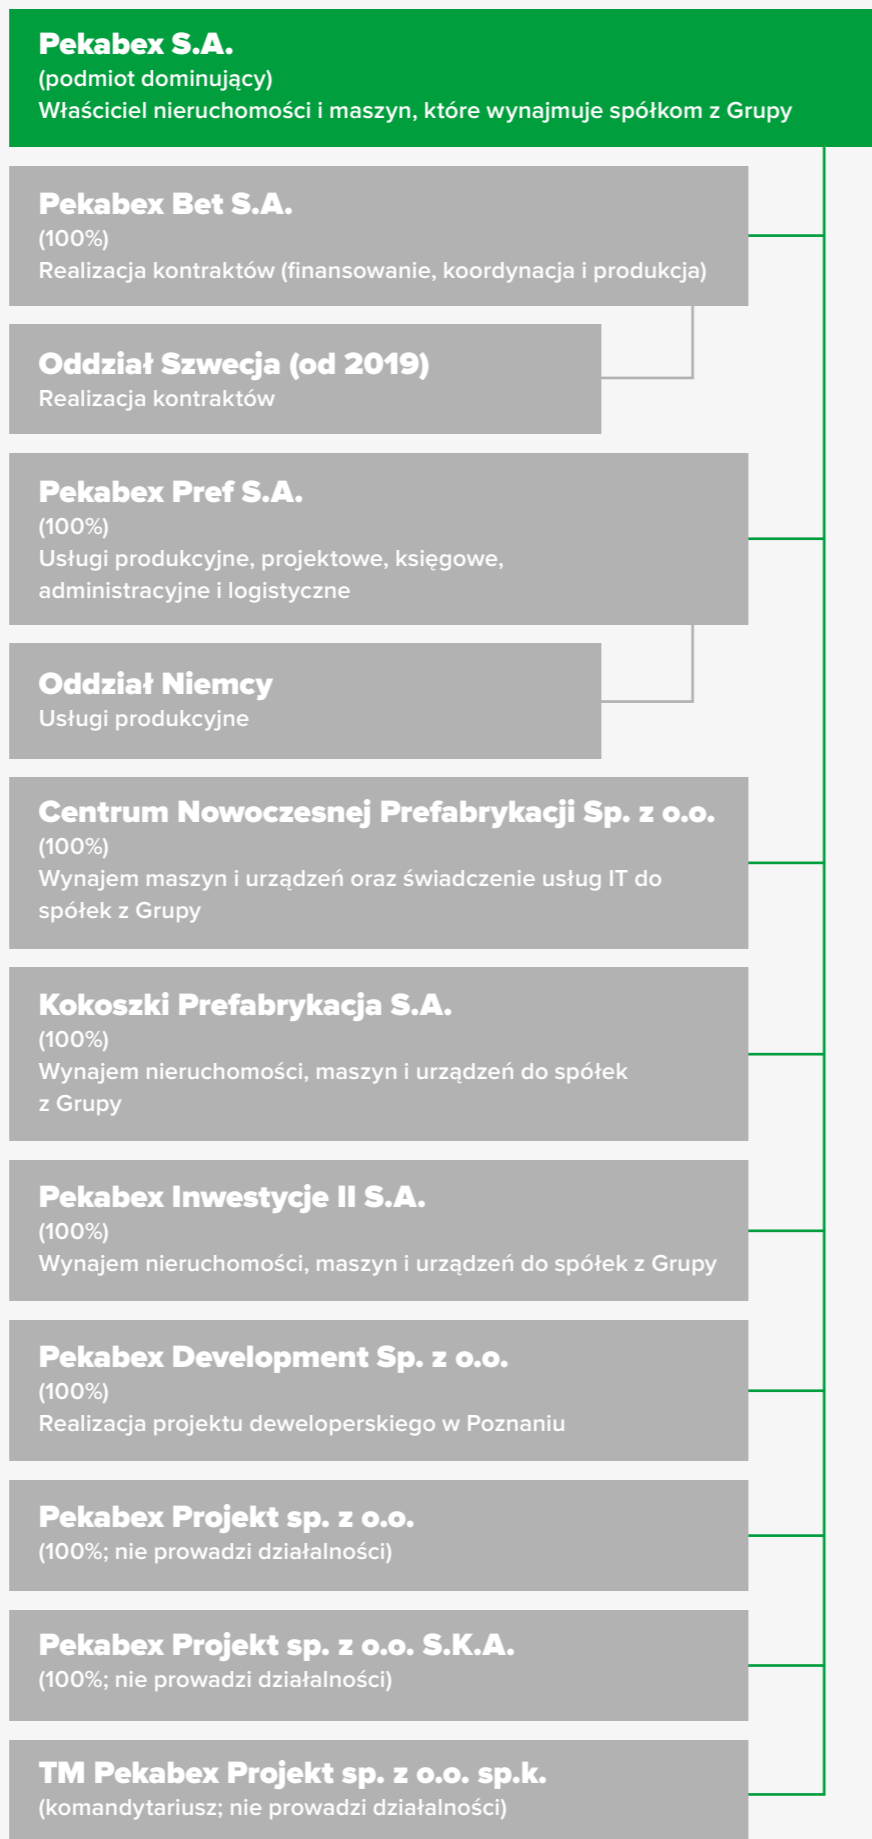 Pekabex S.A.
(podmiot dominujący)
Właściciel nieruchomości i maszyn, które wynajmuje spółkom z Grupy
Pekabex Bet S.A.
(100%)
Realizacja kontraktów (finansowanie, koordynacja i produkcja)
Oddział Szwecja (od 2019)
Realizacja kontraktów
Pekabex Pref S.A.
(100%)
Usługi produkcyjne, projektowe, księgowe,
administracyjne i logistyczne
Oddział Niemcy
Usługi produkcyjne
Centrum Nowoczesnej Prefabrykacji Sp. z o.o.
(100%)
Wynajem maszyn i urządzeń oraz świadczenie usług IT do
spółek z Grupy
Kokoszki Prefabrykacja S.A.
(100%)
Wynajem nieruchomości, maszyn i urządzeń do spółek
z Grupy
Pekabex Inwestycje II S.A.
(100%)
Wynajem nieruchomości, maszyn i urządzeń do spółek z Grupy
Pekabex Development Sp. z o.o.
(100%)
Realizacja projektu deweloperskiego w Poznaniu
Pekabex Projekt sp. z o.o.
(100%; nie prowadzi działalności)
Pekabex Projekt sp. z o.o. S.K.A.
(100%; nie prowadzi działalności)
TM Pekabex Projekt sp. z o.o. sp.k.
(komandytariusz; nie prowadzi działalności)